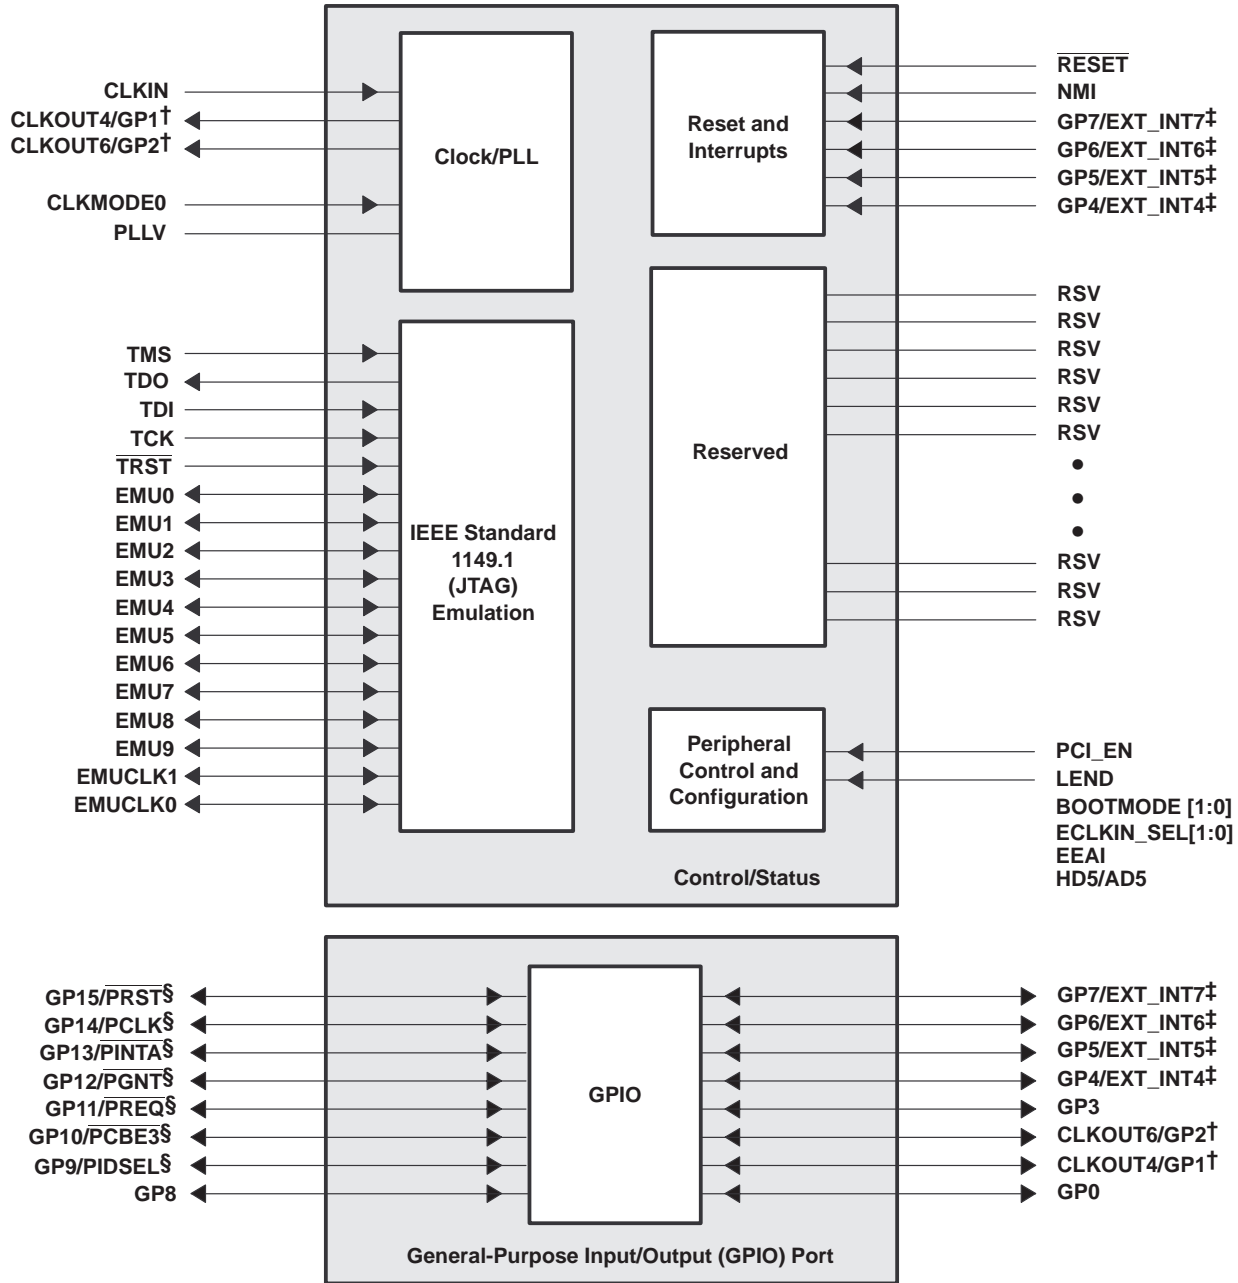 CLKIN
CLKOUT4/GP1†
CLKOUT6/GP2†
CLKMODE0
PLLV
Clock/PLL
Reset and
Interrupts
RESET
NMI
GP7/EXT_INT7‡
GP6/EXT_INT6‡
GP5/EXT_INT5‡
GP4/EXT_INT4‡
TMS
TDO
TDI
TCK
TRST
EMU0
EMU1
EMU2
EMU3
EMU4
EMU5
EMU6
EMU7
EMU8
EMU9
EMUCLK1
EMUCLK0
IEEE Standard
1149.1
(JTAG)
Emulation
Reserved
RSV
RSV
RSV
RSV
RSV
RSV
•
•
•
RSV
RSV
RSV
Peripheral
Control and
Configuration
PCI_EN
LEND
BOOTMODE [1:0]
ECLKIN_SEL[1:0]
EEAI
HD5/AD5
Control/Status
GP15/PRST§
GP14/PCLK§
GP13/PINTA§
GP12/PGNT§
GP11/PREQ§
GP10/PCBE3§
GP9/PIDSEL§
GP8
GPIO
GP7/EXT_INT7‡
GP6/EXT_INT6‡
GP5/EXT_INT5‡
GP4/EXT_INT4‡
GP3
CLKOUT6/GP2†
CLKOUT4/GP1†
GP0
General-Purpose Input/Output (GPIO) Port